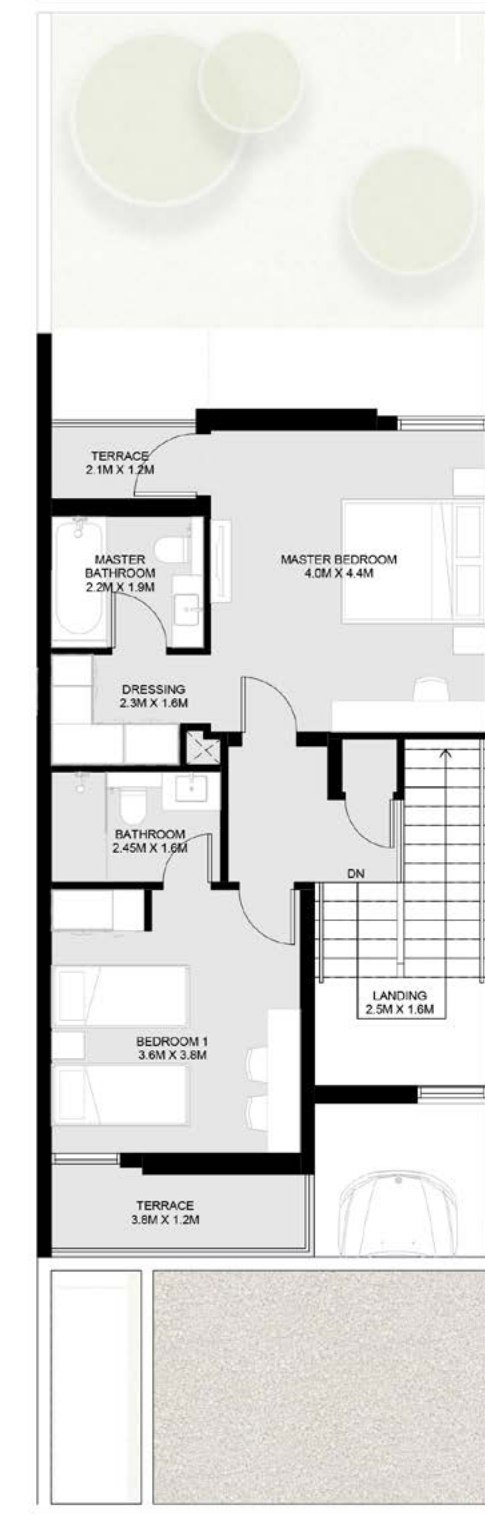 TERRACE
2.1M X 1.2M
MASTER
BATHROOM
2.2M X 1.9M
MASTER BEDROOM
4.0M X 4.4M
DRESSING
2.3M X 1.6M
BATHROOM
2.45M X 1.6M
DN
LANDING
2.5M X 1.6M
BEDROOM 1
3.6M X 3.8M
TERRACE
3.8M X 1.2M